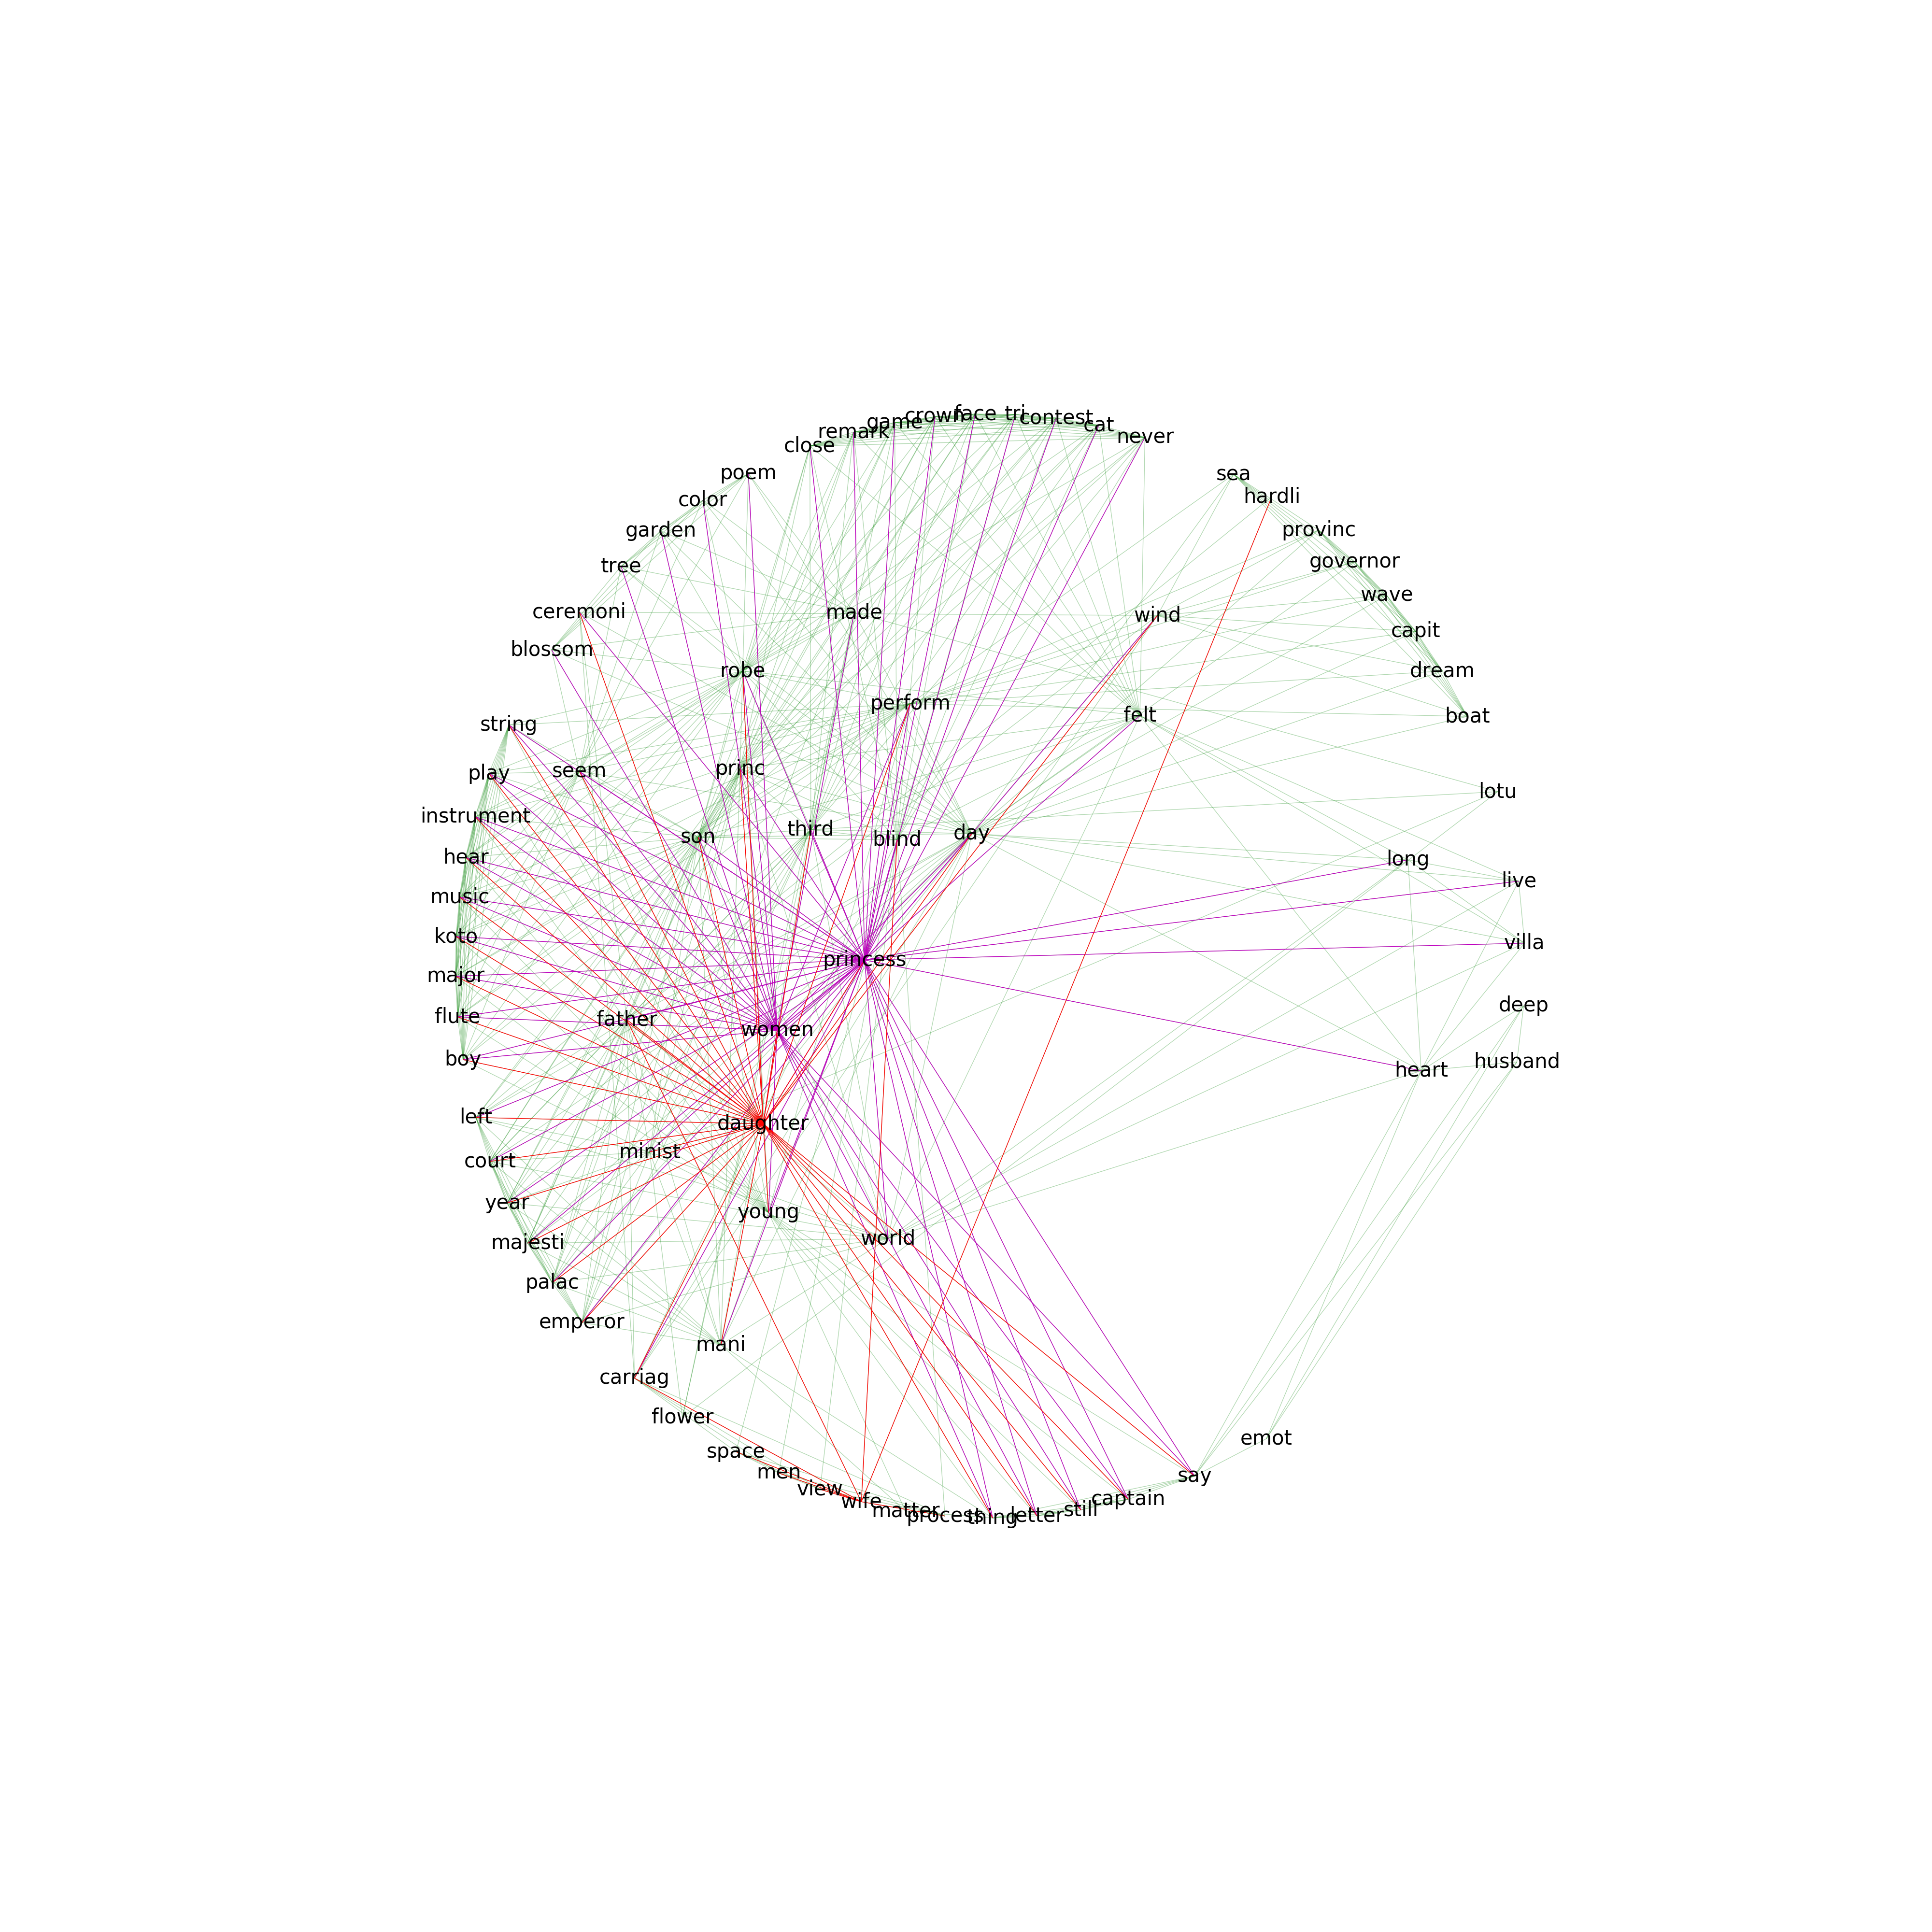 face
tri
crown
contest
game
cat
remark
never
close
poem
sea
hardli
color
garden
provinc
governor
tree
wave
ceremoni
made
wind
capit
blossom
robe
dream
perform
felt
boat
string
princ
seem
play
lotu
instrument
third
day
son
blind
hear
long
live
music
koto
villa
princess
major
deep
flute
father
women
boy
husband
heart
left
daughter
minist
court
year
young
world
majesti
palac
emperor
mani
carriag
flower
emot
space
men
say
view
captain
wife
still
matter
process
letter
thing